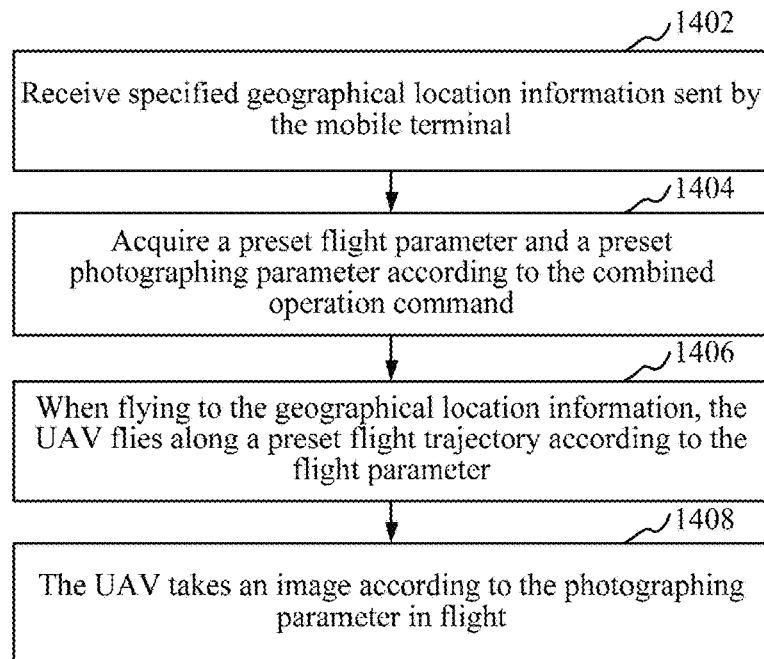 1402
Receive specified geographical location information sent by
the mobile terminal
1404
Acquire a preset flight parameter and a preset
photographing parameter according to the combined
operation command
1406
When flying to the geographical location information, the
UAV flies along a preset flight trajectory according to the
flight parameter
1408
The UAV takes an image according to the photographing
parameter in flight